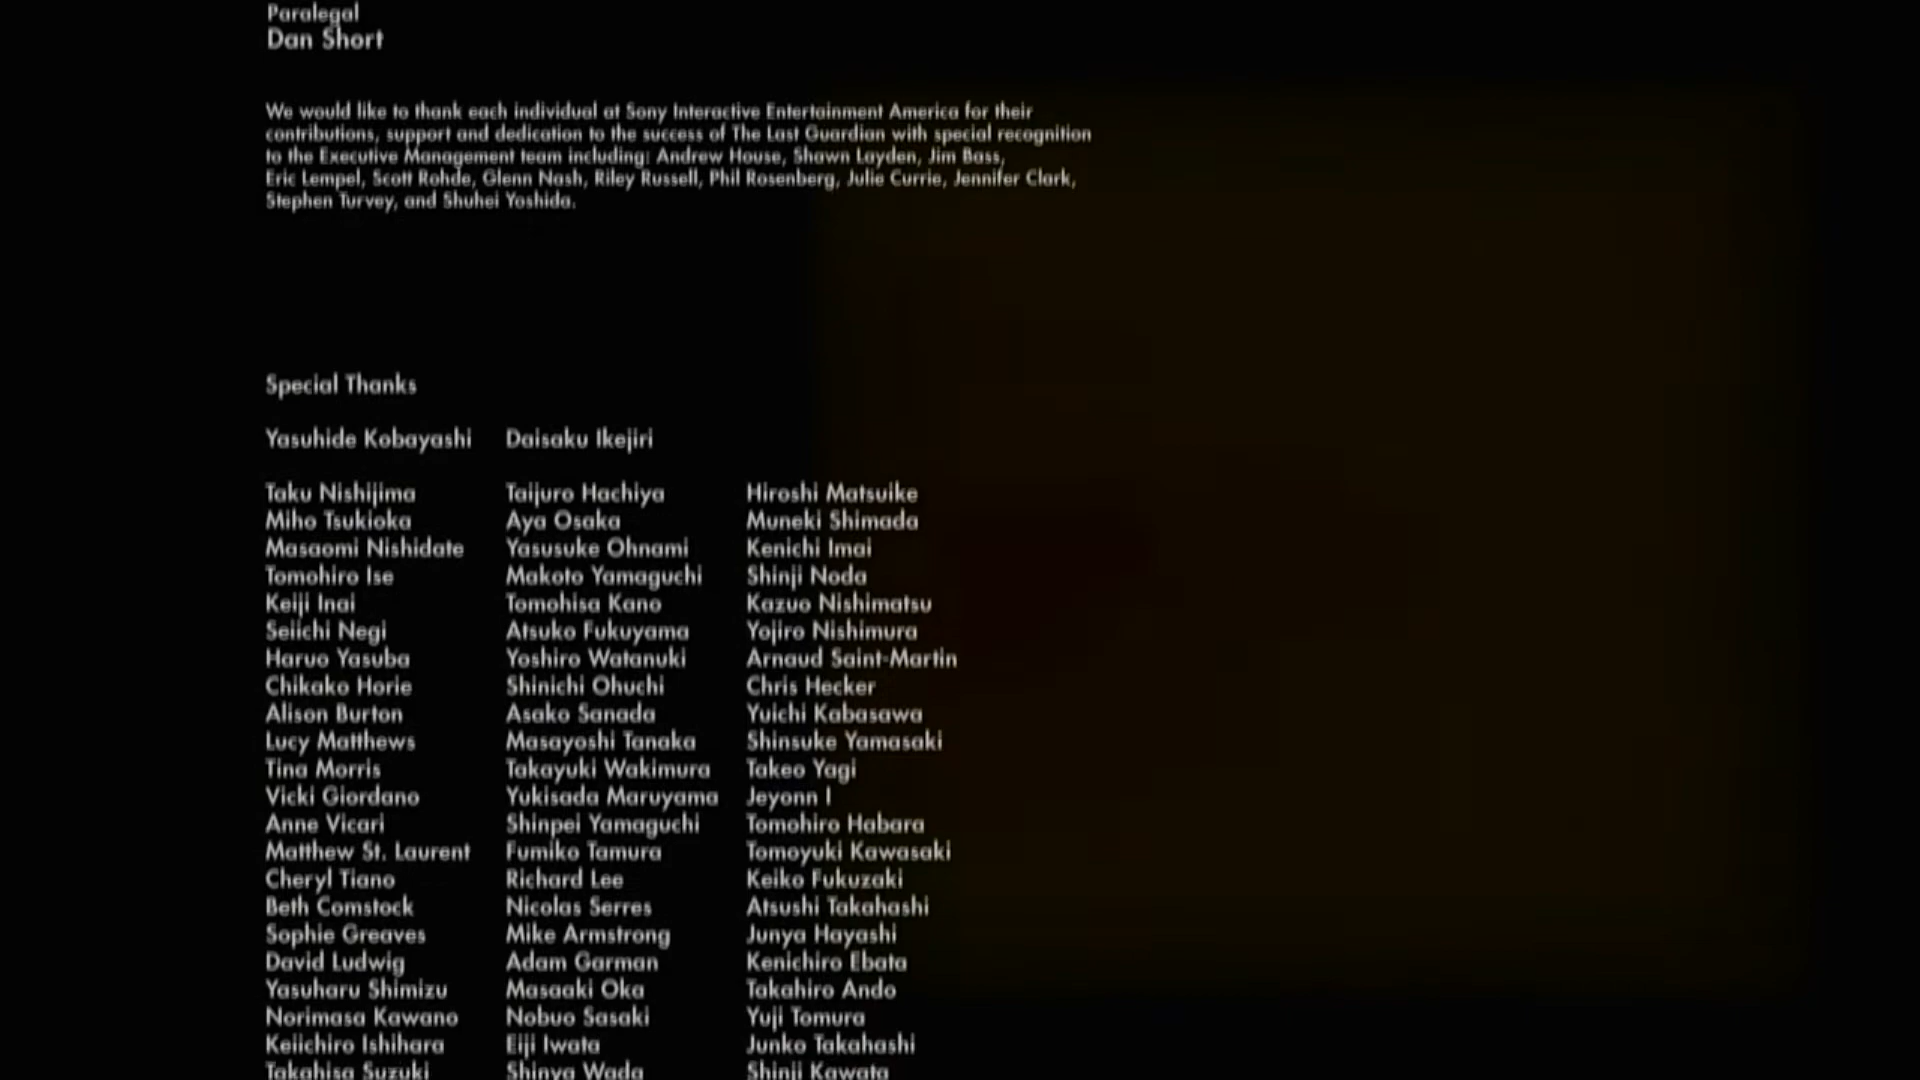 Paralegal
Dan Short
We would like to thank each individual at Sony Interactive Entertainment America for their
contributions, support and dedication to the success of The Last Guardian with special recognition
to the Executive Management team including: Andrew House, Shawn Layden, Jim Bass,
Eric Lempel, Scott Rohde, Glenn Nash, Riley Russell, Phil Rosenberg, Julie Currie, Jennifer Clark,
Stephen Turvey, and Shuhei Yoshida.
Special Thanks
Yasuhide Kobayashi Daisaku Ikejiri
Taku Nishijima Taijuro Hachiya Hiroshi Matsuike
Miho Tsukioka Aya Osaka Muneki Shimada
Masaomi Nishidate Yasusuke Ohnami Kenichi Imai
Tomohiro Ise Makoto Yamaguchi Shinji Noda
Keiji Inai Tomohisa Kano Kazuo Nishimatsu
Seiichi Negi Atsuko Fukuyama Yojiro Nishimura
Haruo Yasuba Yoshiro Watanuki Arnaud Saint-Martin
Chikako Horie Shinichi Ohuchi Chris Hecker
Alison Burton Asako Sanada Yuichi Kabasawa
Lucy Matthews Masayoshi Tanaka Shinsuke Yamasaki
Tina Morris Takayuki Wakimura Takeo Yagi
Vicki Giordano Yukisada Maruyama Jeyonn I
Anne Vicari Shinpei Yamaguchi Tomohiro Habara
Matthew St. Laurent Fumiko Tamura Tomoyuki Kawasaki
Cheryl Tiano Richard Lee Keiko Fukuzaki
Beth Comstock Nicolas Serres Atsushi Takahashi
Sophie Greaves Mike Armstrong Junya Hayashi
David Ludwig Adam Garman Kenichiro Ebata
Yasuharu Shimizu Masaaki Oka Takahiro Ando
Norimasa Kawano Nobuo Sasaki Yuji Tomura
Keiichiro Ishihara Eiji Iwata Junko Takahashi
Takahisa Suzuki Shinya Wada Shinji Kawata